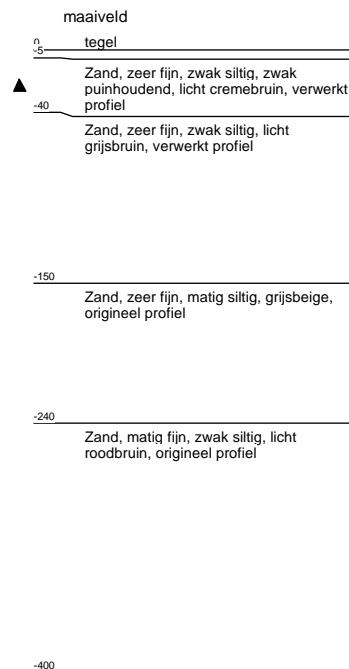 maaiveld
0
tegel
-5
Zand, zeer fijn, zwak siltig, zwak
puinhoudend, licht cremebruin, verwerkt
profiel
-40
Zand, zeer fijn, zwak siltig, licht
grijsbruin, verwerkt profiel
-150
Zand, zeer fijn, matig siltig, grijsbeige,
origineel profiel
-240
Zand, matig fijn, zwak siltig, licht
roodbruin, origineel profiel
-400